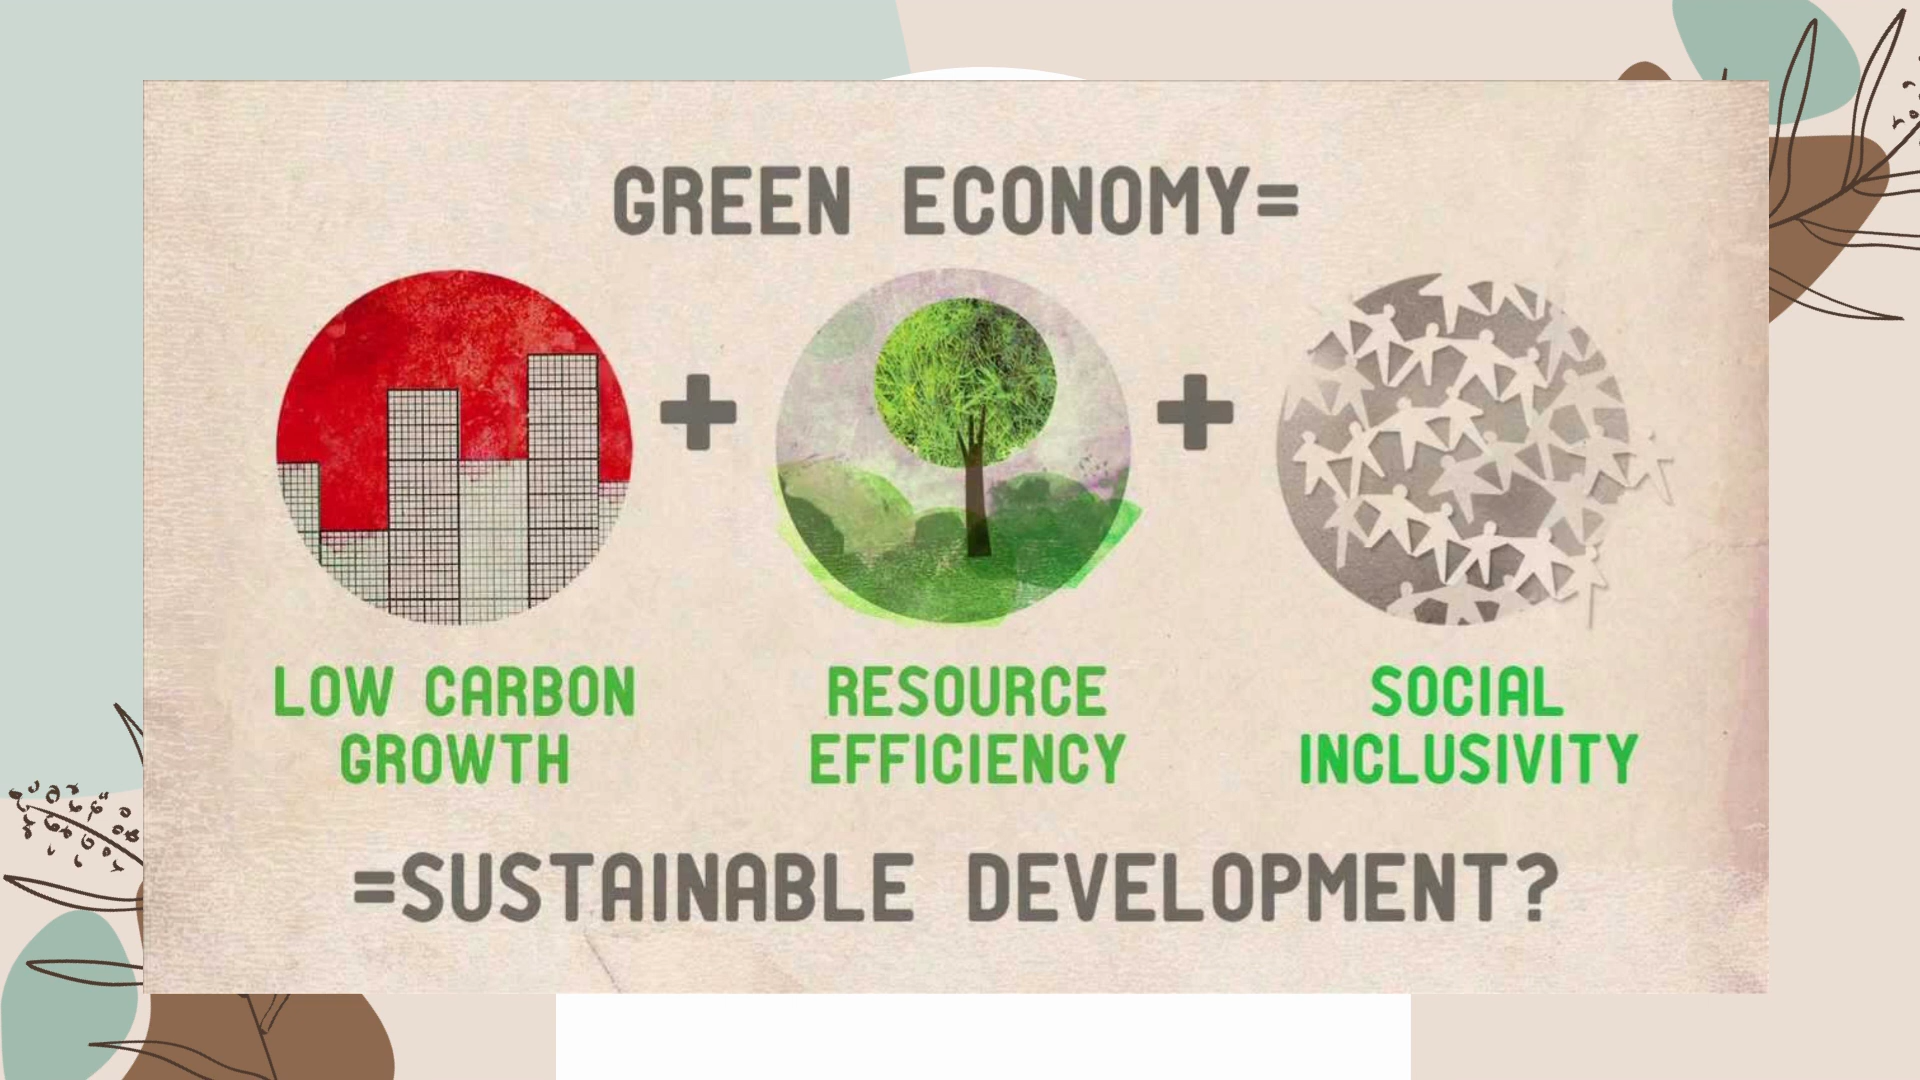 GREEN ECONOMY=
+
+
LOW CARBON
GROWTH
RESOURCE
EFFICIENCY
SOCIAL
INCLUSIVITY
=SUSTAINABLE DEVELOPMENT?